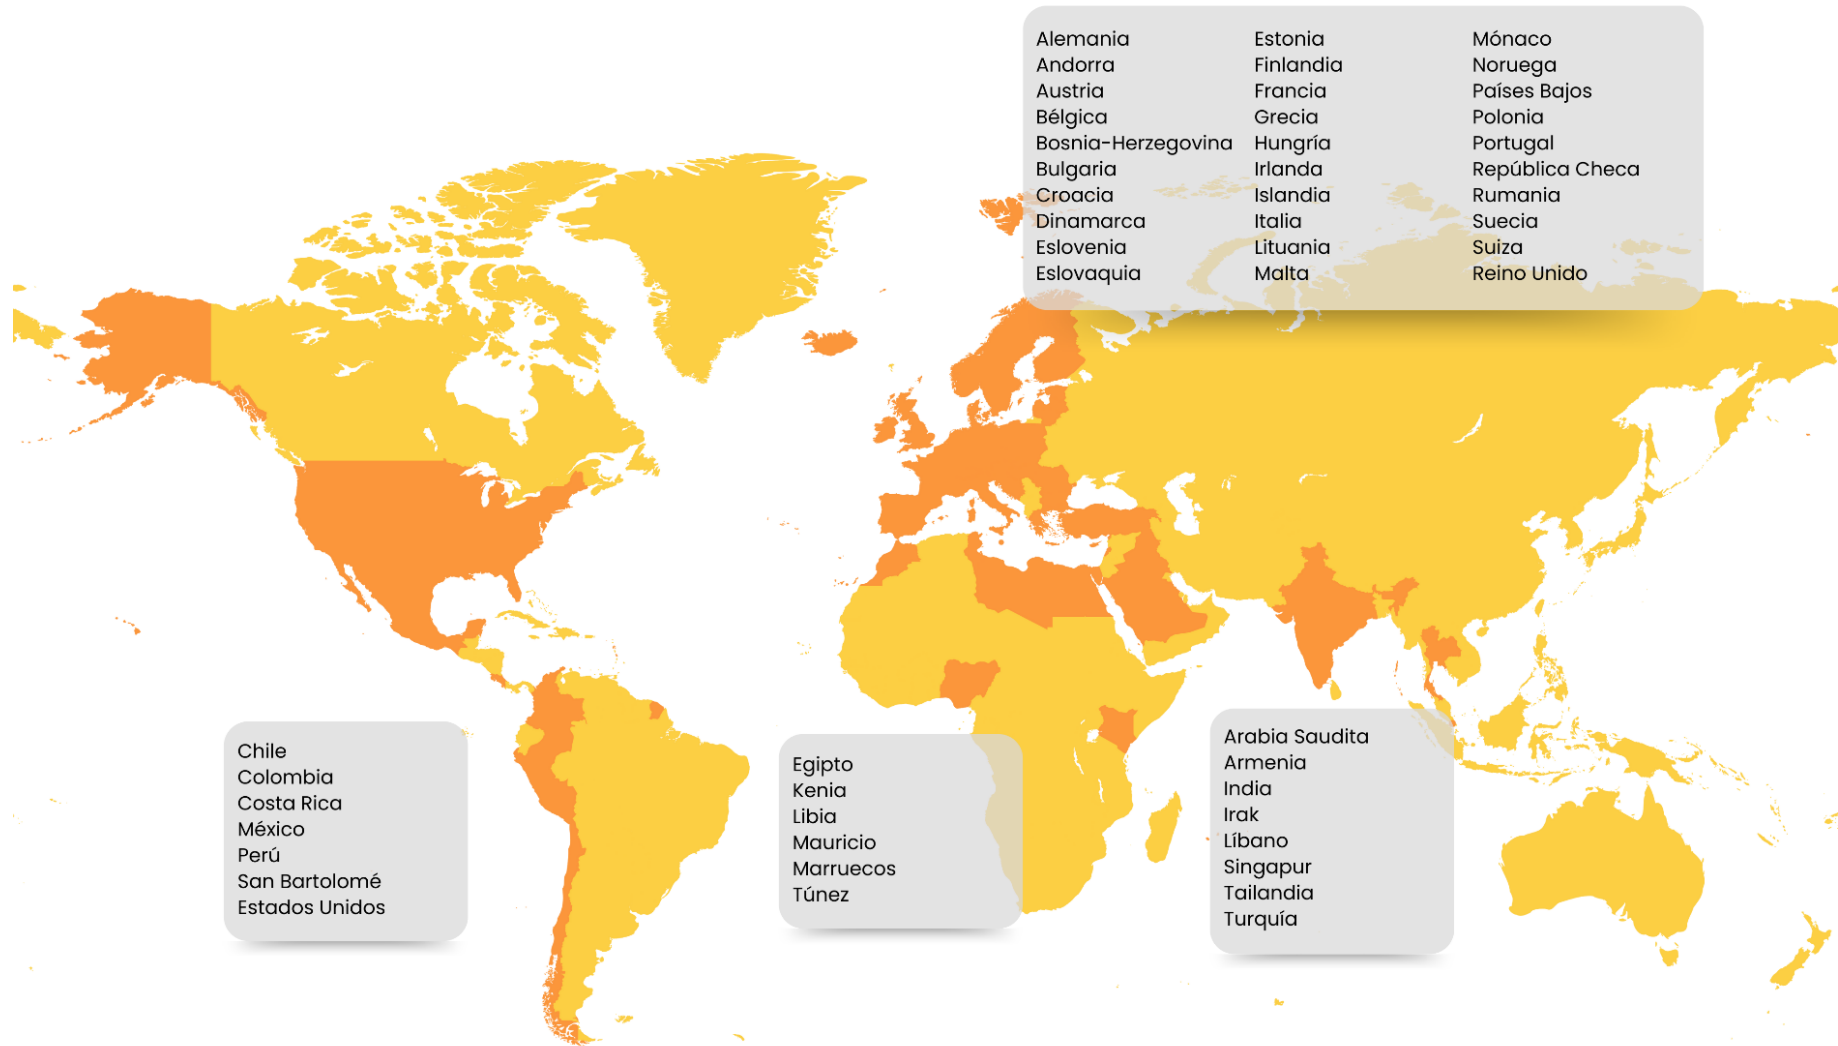 Alemania
Andorra
Austria
Bélgica
Bosnia-Herzegovina
Bulgaria
Croacia
Dinamarca
Eslovenia
Eslovaquia
Estonia
Finlandia
Francia
Grecia
Hungría
Irlanda
Islandia
Italia
Lituania
Malta
Mónaco
Noruega
Países Bajos
Polonia
Portugal
República Checa
Rumania
Suecia
Suiza
Reino Unido
Chile
Colombia
Costa Rica
México
Perú
San Bartolomé
Estados Unidos
Egipto
Kenia
Libia
Mauricio
Marruecos
Túnez
Arabia Saudita
Armenia
India
Irak
Líbano
Singapur
Tailandia
Turquía